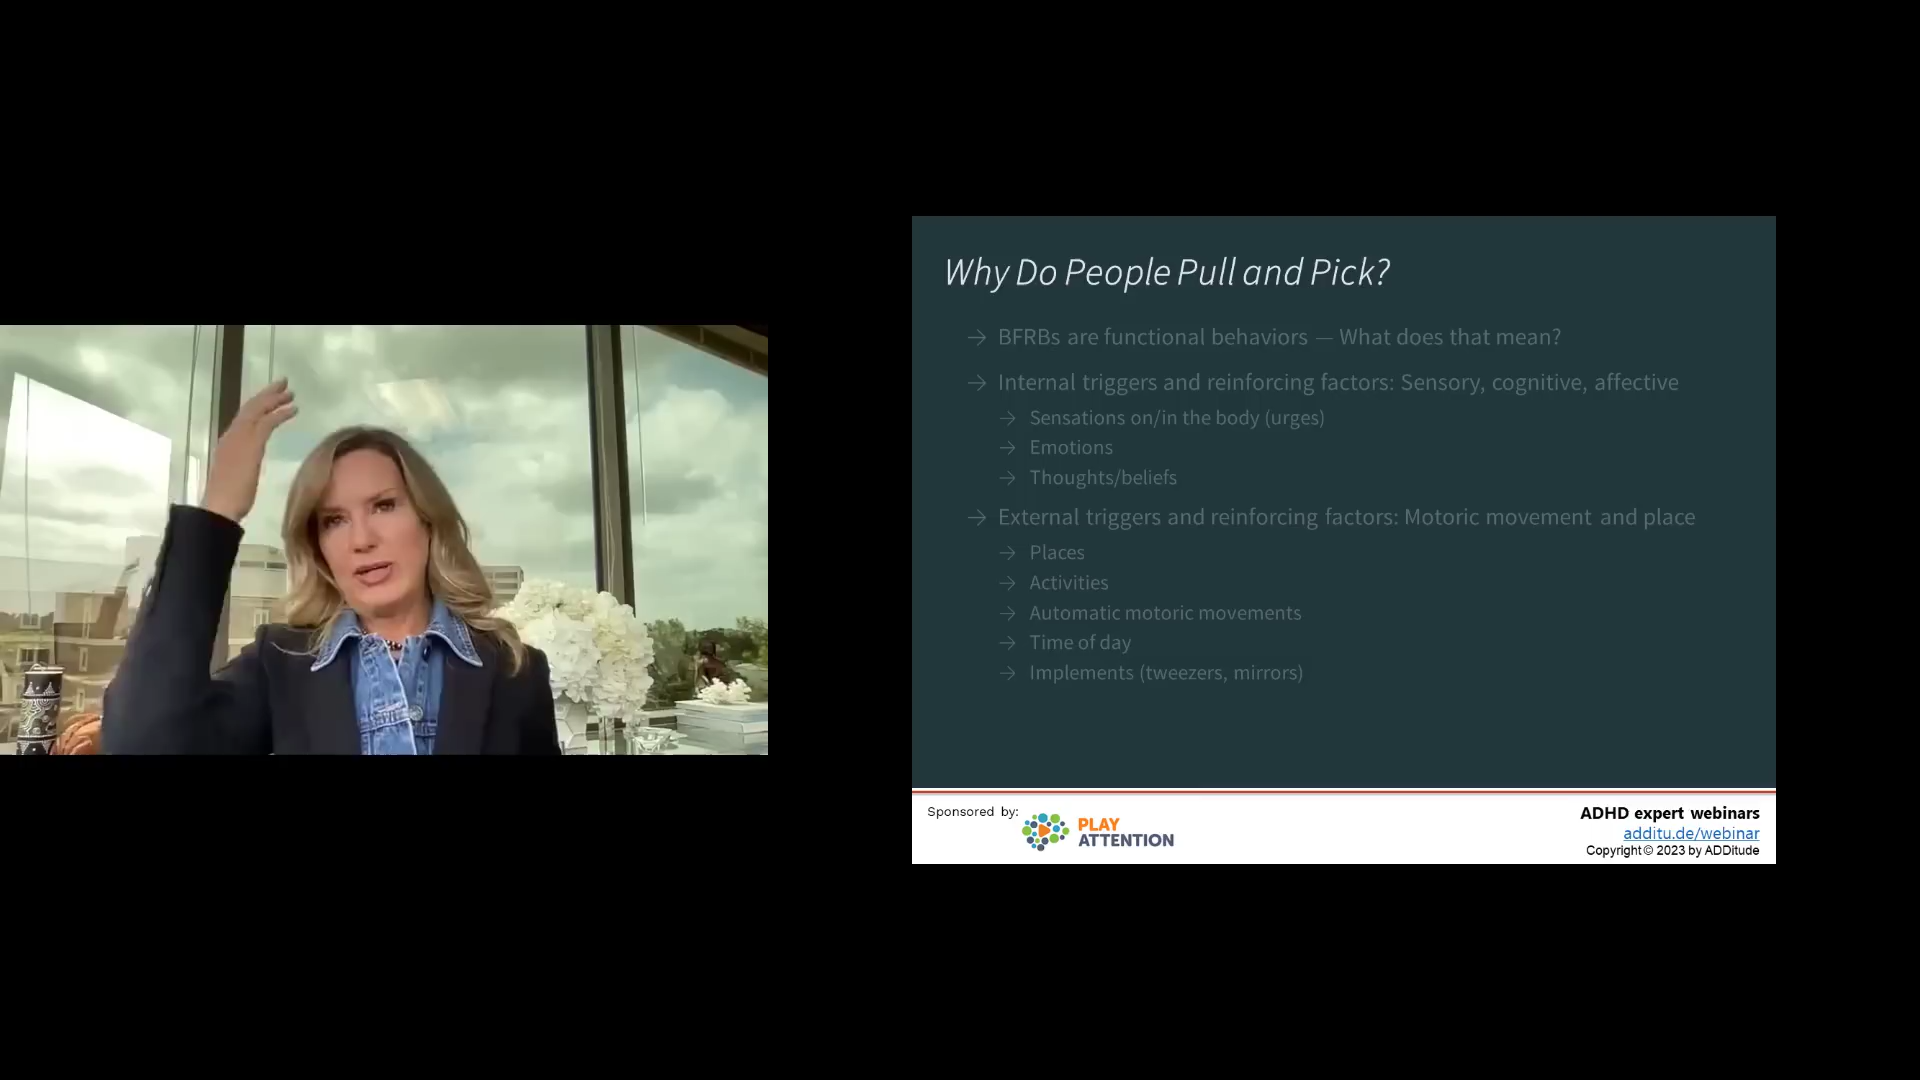 Why Do People Pull and Pick?
→ BFRBs are functional behaviors — What does that mean?
→ Internal triggers and reinforcing factors: Sensory, cognitive, affective
→ Sensations on/in the body (urges)
→ Emotions
→ Thoughts/beliefs
→ External triggers and reinforcing factors: Motoric movement and place
→ Places
→ Activities
→ Automatic motoric movements
→ Time of day
→ Implements (tweezers, mirrors)
Sponsored by:
PLAY
ATTENTION
ADHD expert webinars
additu.de/webinar
Copyright © 2023 by ADDitude